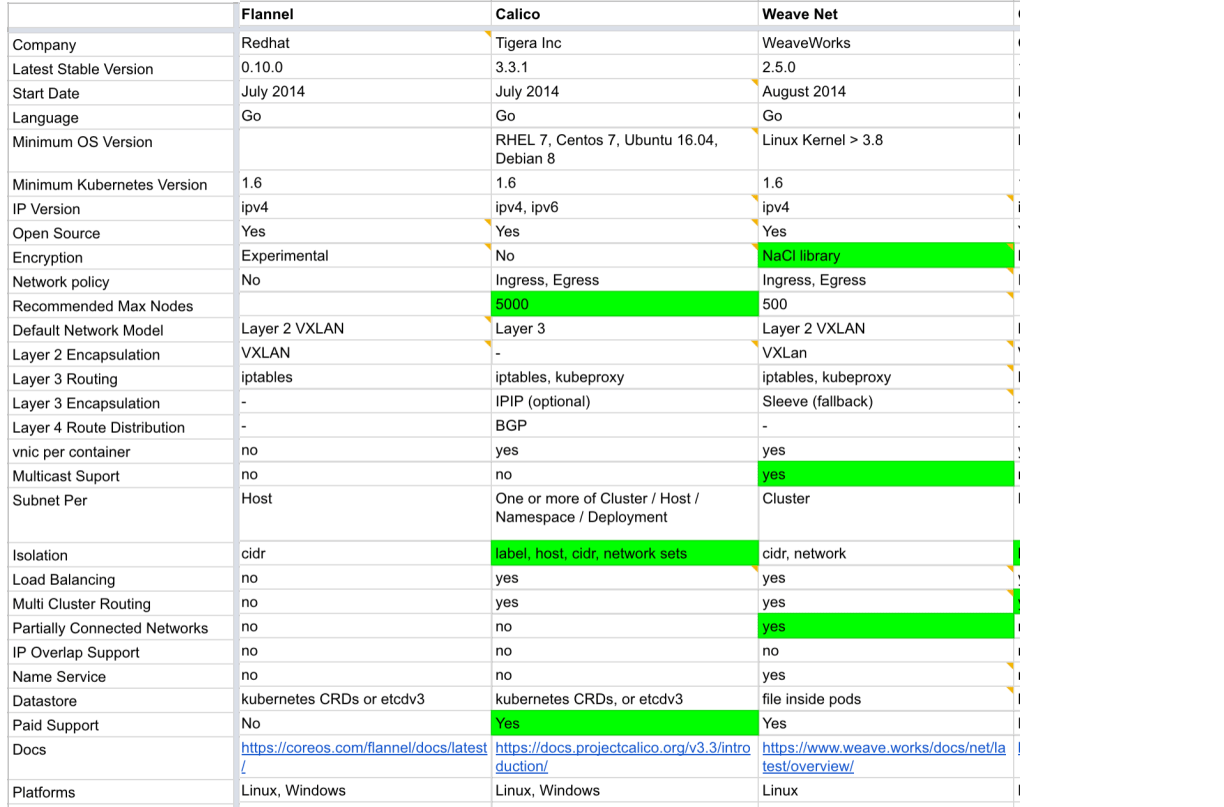 Flannel Calico Weave Net
Company Redhat Tigera Inc WeaveWorks
Latest Stable Version 0.10.0 3.3.1 2.5.0
Start Date July 2014 July 2014 August 2014
Language Go Go Go
Minimum OS Version RHEL 7, Centos 7, Ubuntu 16.04, Linux Kernel > 3.8
Debian 8
Minimum Kubernetes Version 1.6 1.6 1.6
IP Version ipv4 ipv4, ipv6 ipv4
Open Source Yes Yes Yes
Encryption Experimental No NaCl library
Network policy No Ingress, Egress Ingress, Egress
Recommended Max Nodes 5000 500
Default Network Model Layer 2 VXLAN Layer 3 Layer 2 VXLAN
Layer 2 Encapsulation VXLAN - VXLan
Layer 3 Routing iptables iptables, kubeproxy iptables, kubeproxy
Layer 3 Encapsulation - IPIP (optional) Sleeve (fallback)
Layer 4 Route Distribution - BGP -
vnic per container no yes yes
Multicast Suport no no yes
Subnet Per Host One or more of Cluster / Host / Cluster
Namespace / Deployment
Isolation cidr label, host, cidr, network sets cidr, network
Load Balancing no yes yes
Multi Cluster Routing no yes yes
Partially Connected Networks no no yes
IP Overlap Support no no no
Name Service no no yes
Datastore kubernetes CRDs or etcdv3 kubernetes CRDs, or etcdv3 file inside pods
Paid Support No Yes Yes
Docs https://coreos.com/flannel/docs/latest https://docs.projectcalico.org/v3.3/intro https://www.weave.works/docs/net/la
/ duction/ test/overview/
Platforms Linux, Windows Linux, Windows Linux